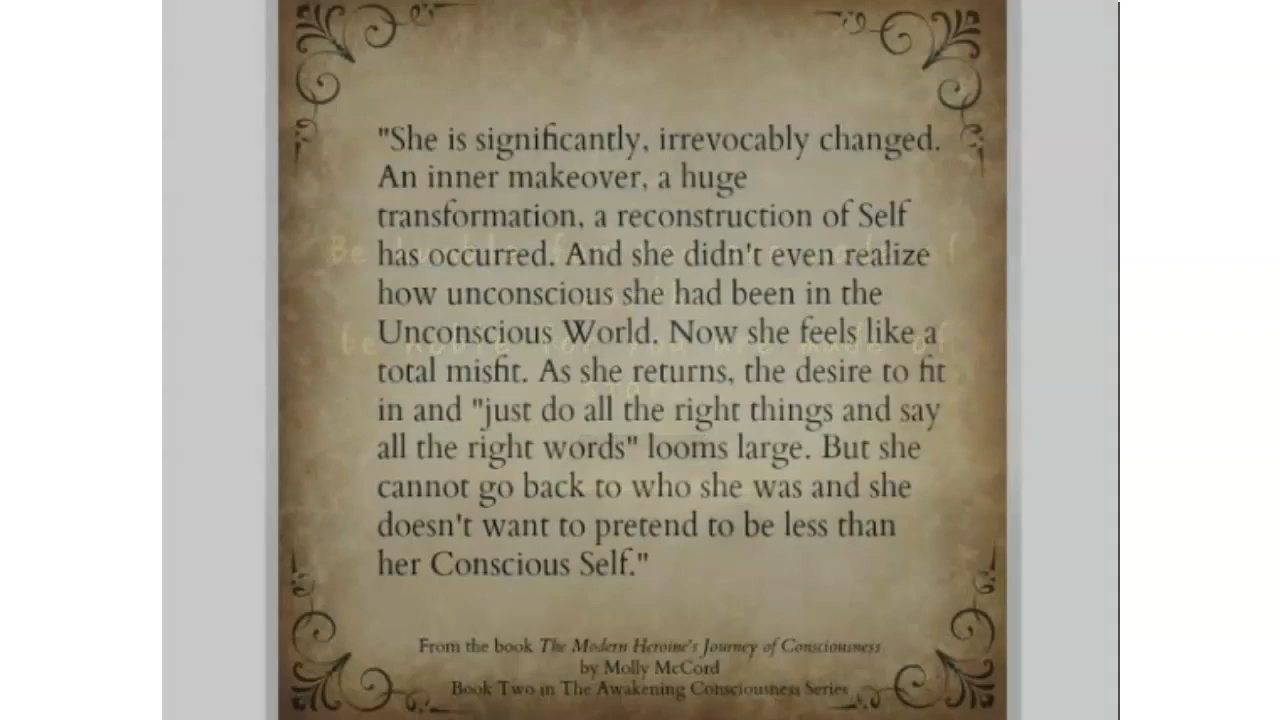 "She is significantly, irrevocably changed.
An inner makeover, a huge
transformation, a reconstruction of Self
has occurred. And she didn't even realize
how unconscious she had been in the
Unconscious World. Now she feels like a
total misfit. As she returns, the desire to fit
in and "just do all the right things and say
all the right words" looms large. But she
cannot go back to who she was and she
doesn't want to pretend to be less than
her Conscious Self."
From the book The Modern Heroine's Journey of Consciousness
by Molly McCord
Book Two in The Awakening Consciousness Series